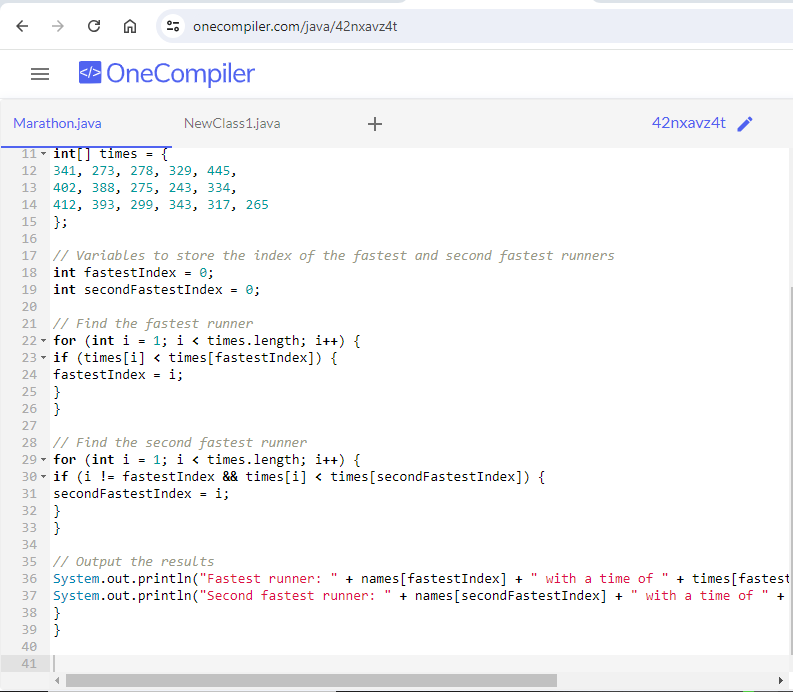 onecompiler.com/java/42nxavz4t
</> OneCompiler
Marathon.java NewClass1.java + 42nxavz4t
11 int[] times = {
12 341, 273, 278, 329, 445,
13 402, 388, 275, 243, 334,
14 412, 393, 299, 343, 317, 265
15 };
16
17 // Variables to store the index of the fastest and second fastest runners
18 int fastestIndex = 0;
19 int secondFastestIndex = 0;
20
21 // Find the fastest runner
22 for (int i = 1; i < times.length; i++) {
23 if (times[i] < times[fastestIndex]) {
24 fastestIndex = i;
25 }
26 }
27
28 // Find the second fastest runner
29 for (int i = 1; i < times.length; i++) {
30 if (i != fastestIndex && times[i] < times[secondFastestIndex]) {
31 secondFastestIndex = i;
32 }
33 }
34
35 // Output the results
36 System.out.println("Fastest runner: " + names[fastestIndex] + " with a time of " + times[fastest
37 System.out.println("Second fastest runner: " + names[secondFastestIndex] + " with a time of " +
38 }
39 }
40
41